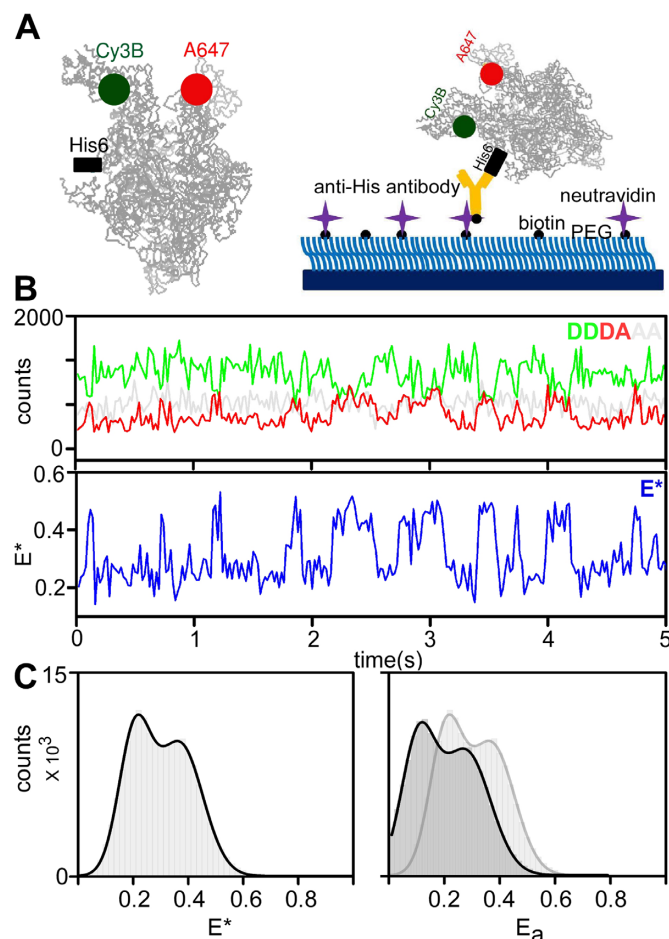 A
Cy3B A647
His6
A647
Cy3B
His6
anti-His antibody
neutravidin
biotin
PEG
B
2000
DDDAAA
counts
0
0.6
E*
0.4
E*
0.2
0 1 2 3 4 5
time(s)
C
15
counts
x 10³
0
0.2 0.4 0.6 0.8
E*
0.2 0.4 0.6 0.8
Ea